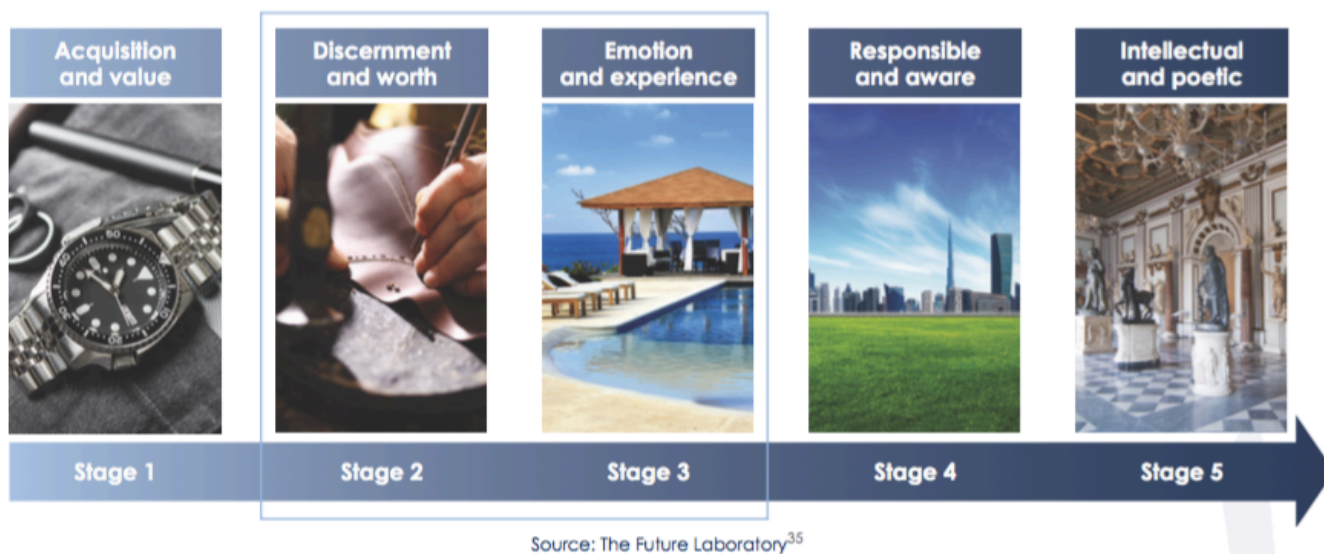 Acquisition
and value
Discernment
and worth
Emotion
and experience
Responsible
and aware
Intellectual
and poetic
Stage 1
Stage 2
Stage 3
Stage 4
Stage 5
Source: The Future Laboratory35